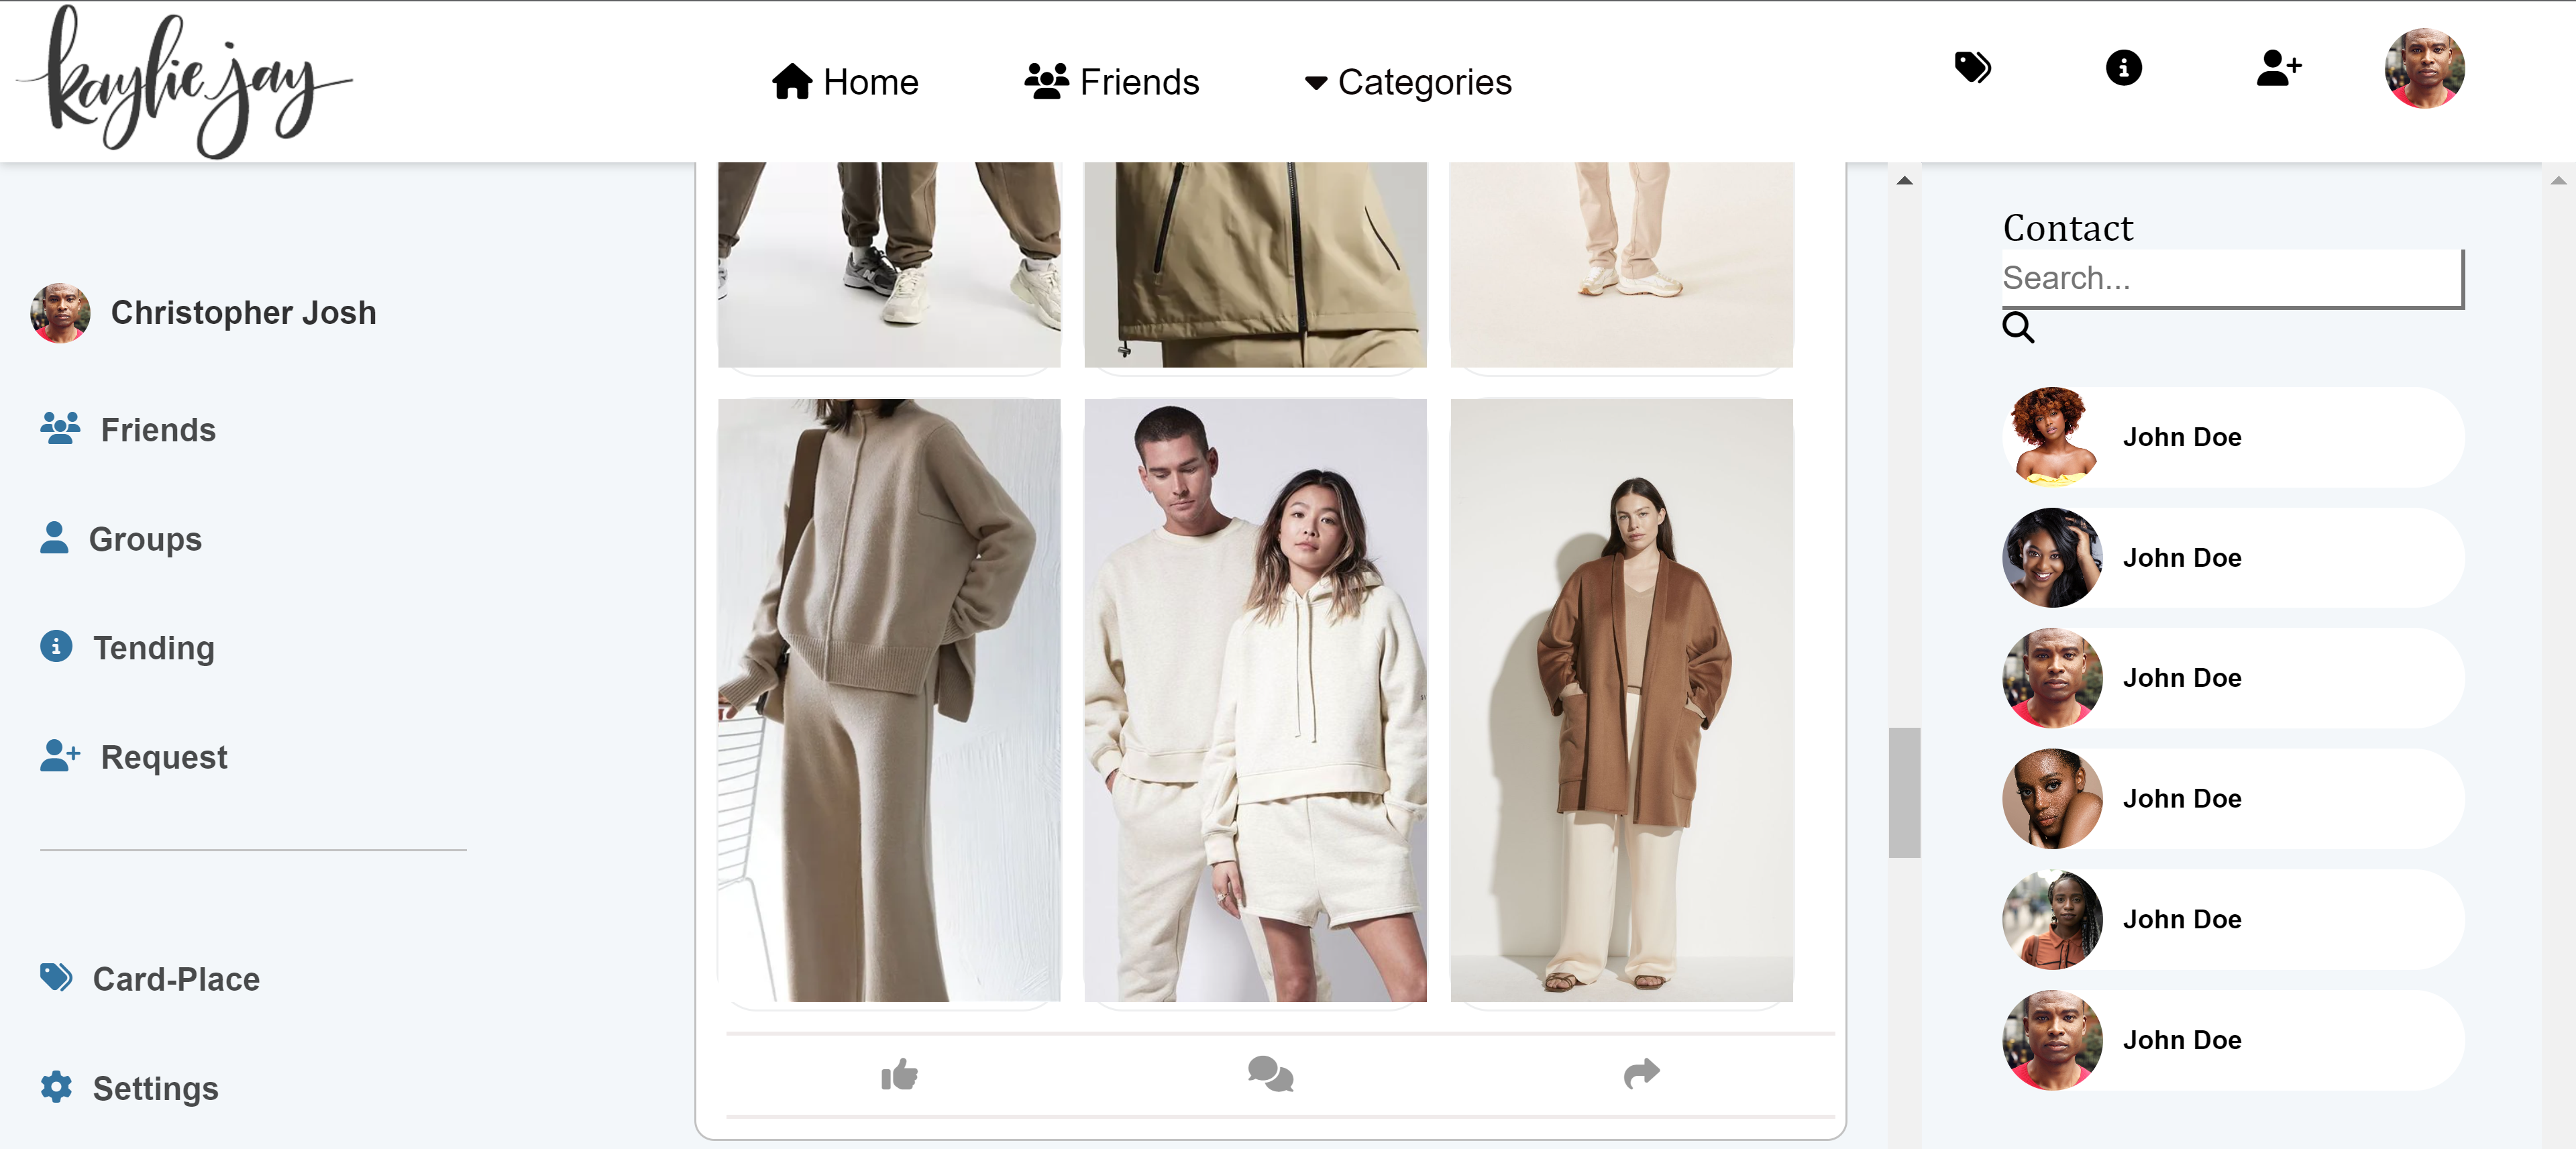 kaylie jay
Home
Friends
Categories
Christopher Josh
Friends
Groups
Tending
Request
Card-Place
Settings
Contact
Search...
John Doe
John Doe
John Doe
John Doe
John Doe
John Doe